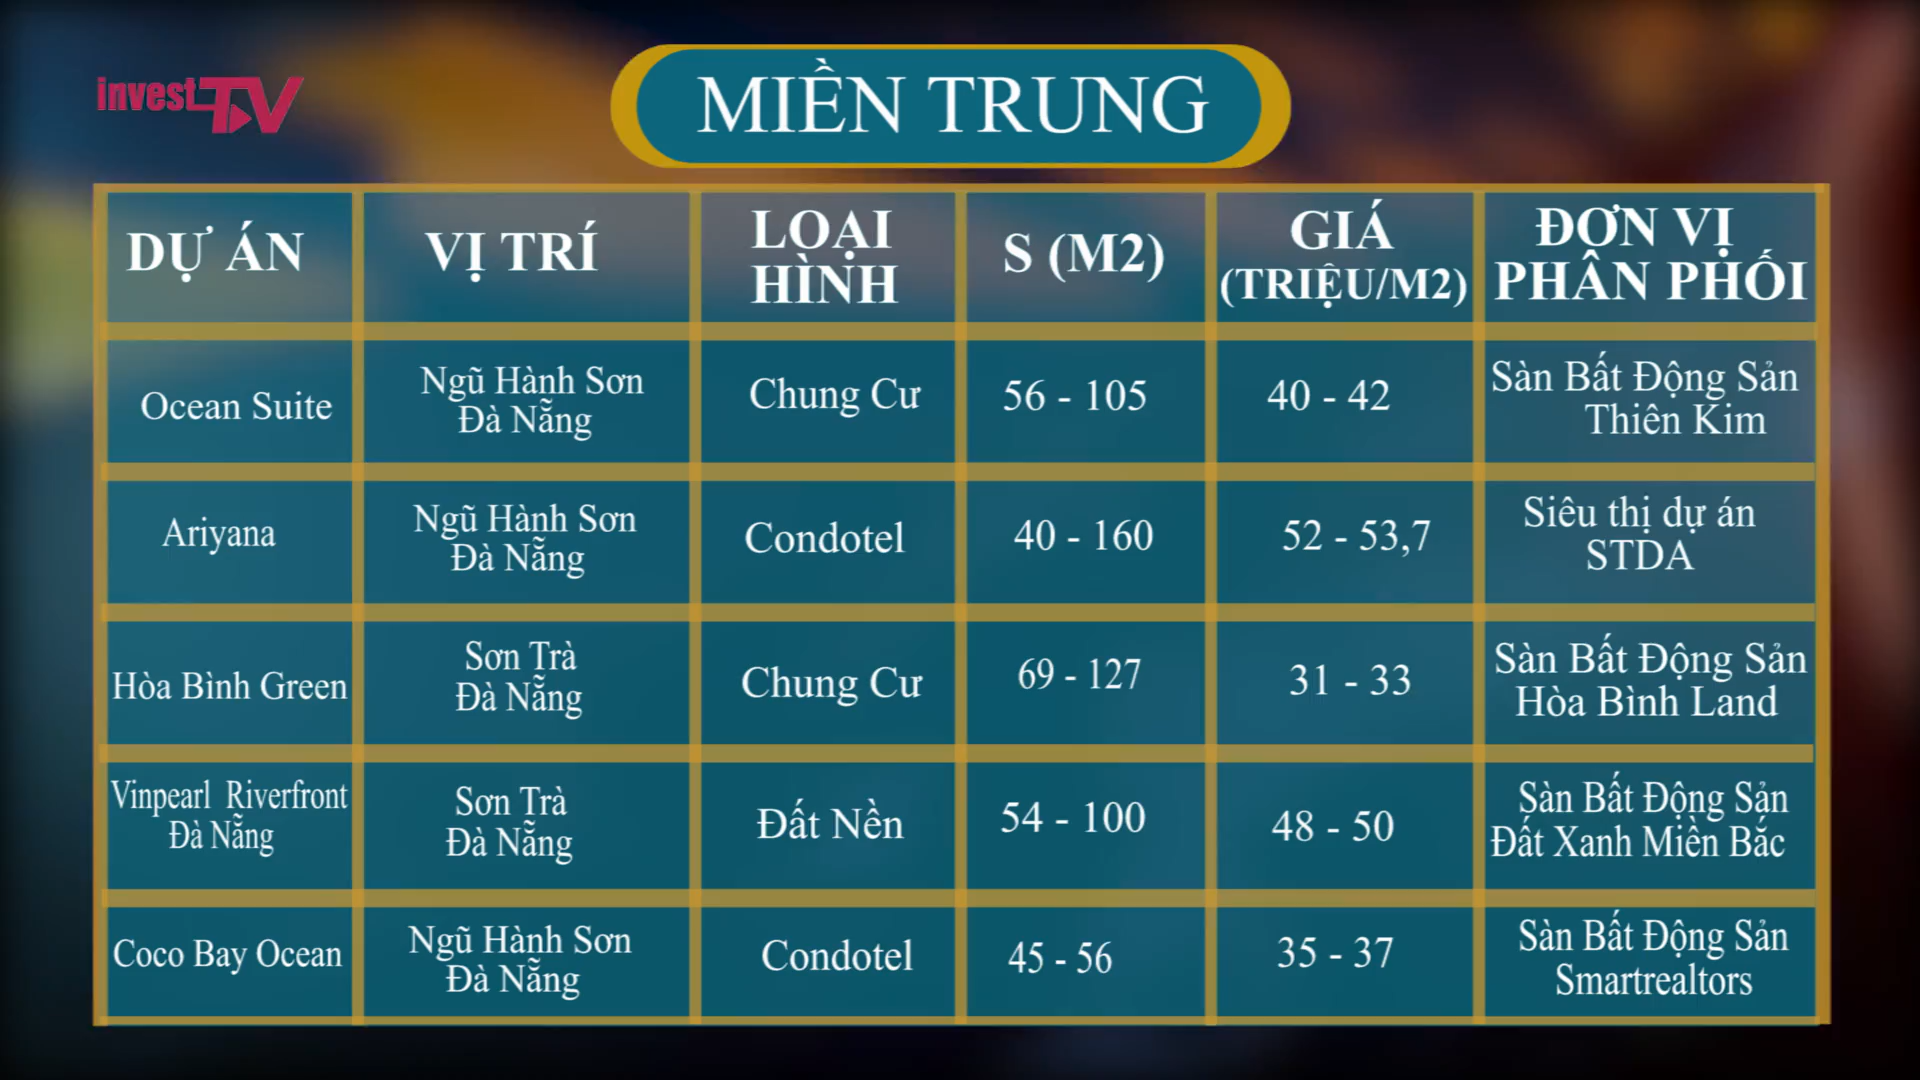 invest TV
MIỀN TRUNG
DỰ ÁN
VỊ TRÍ
LOẠI
HÌNH
S (M2)
GIÁ
(TRIỆU/M2)
ĐƠN VỊ
PHÂN PHỐI
Ocean Suite
Ngũ Hành Sơn
Đà Nẵng
Chung Cư
56 - 105
40 - 42
Sàn Bất Động Sản
Thiên Kim
Ariyana
Ngũ Hành Sơn
Đà Nẵng
Condotel
40 - 160
52 - 53,7
Siêu thị dự án
STDA
Hòa Bình Green
Sơn Trà
Đà Nẵng
Chung Cư
69 - 127
31 - 33
Sàn Bất Động Sản
Hòa Bình Land
Vinpearl Riverfront
Đà Nẵng
Sơn Trà
Đà Nẵng
Đất Nền
54 - 100
48 - 50
Sàn Bất Động Sản
Đất Xanh Miền Bắc
Coco Bay Ocean
Ngũ Hành Sơn
Đà Nẵng
Condotel
45 - 56
35 - 37
Sàn Bất Động Sản
Smartrealtors